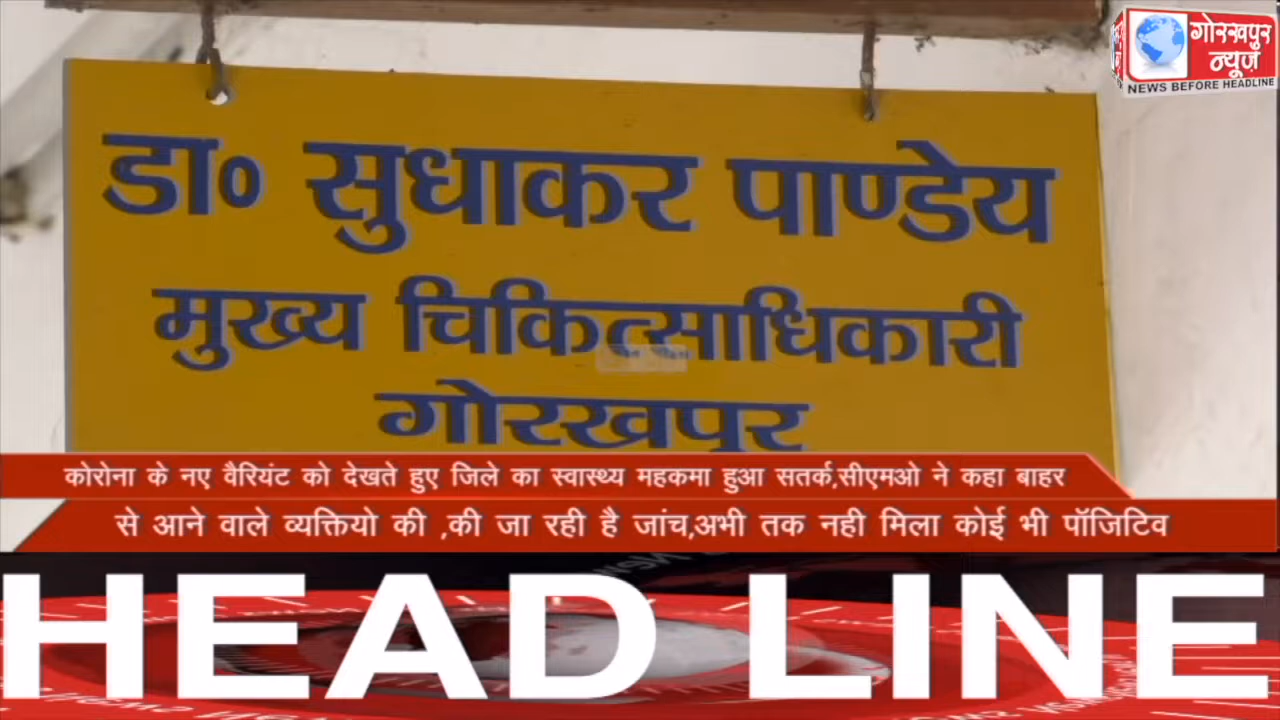 गोरखपुर
न्यूज़
NEWS BEFORE HEADLINE
डा० सुधाकर पाण्डेय
मुख्य चिकित्साधिकारी
गोरखपुर
कोरोना के नए वैरियंट को देखते हुए जिले का स्वास्थ्य महकमा हुआ सतर्क,सीएमओ ने कहा बाहर
से आने वाले व्यक्तियो की ,की जा रही है जांच,अभी तक नही मिला कोई भी पॉजिटिव
HEAD LINE